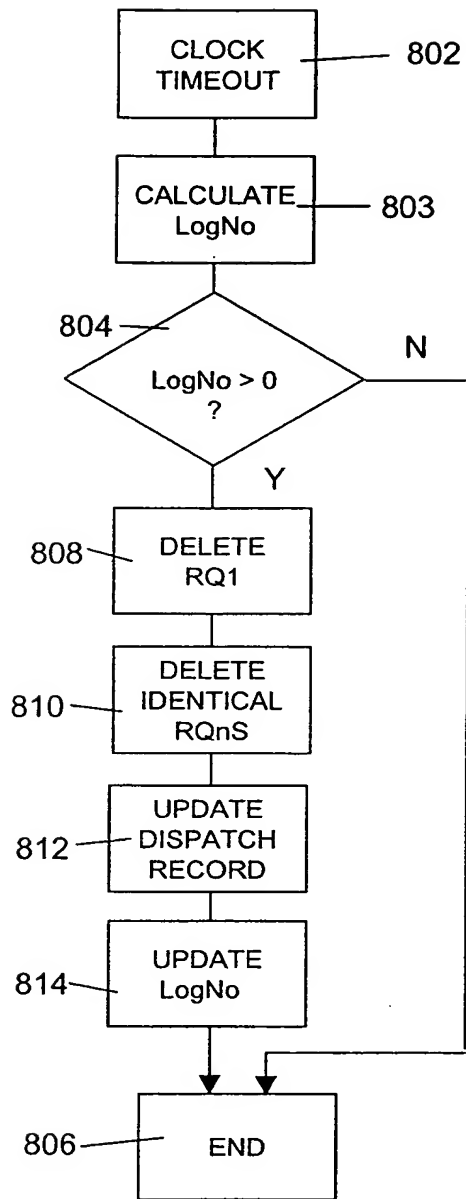 CLOCK
TIMEOUT
802
CALCULATE
LogNo
803
804
N
LogNo > 0
?
Y
808
DELETE
RQ1
810
DELETE
IDENTICAL
RQnS
812
UPDATE
DISPATCH
RECORD
814
UPDATE
LogNo
806
END